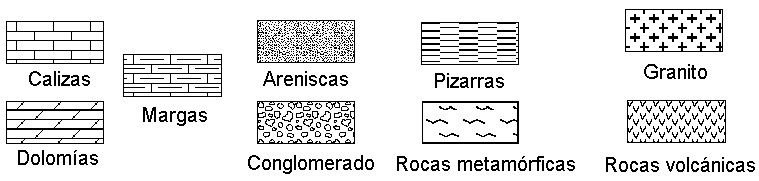 Calizas
Areniscas
Pizarras
Granito
Margas
Dolomías
Conglomerado
Rocas metamórficas
Rocas volcánicas